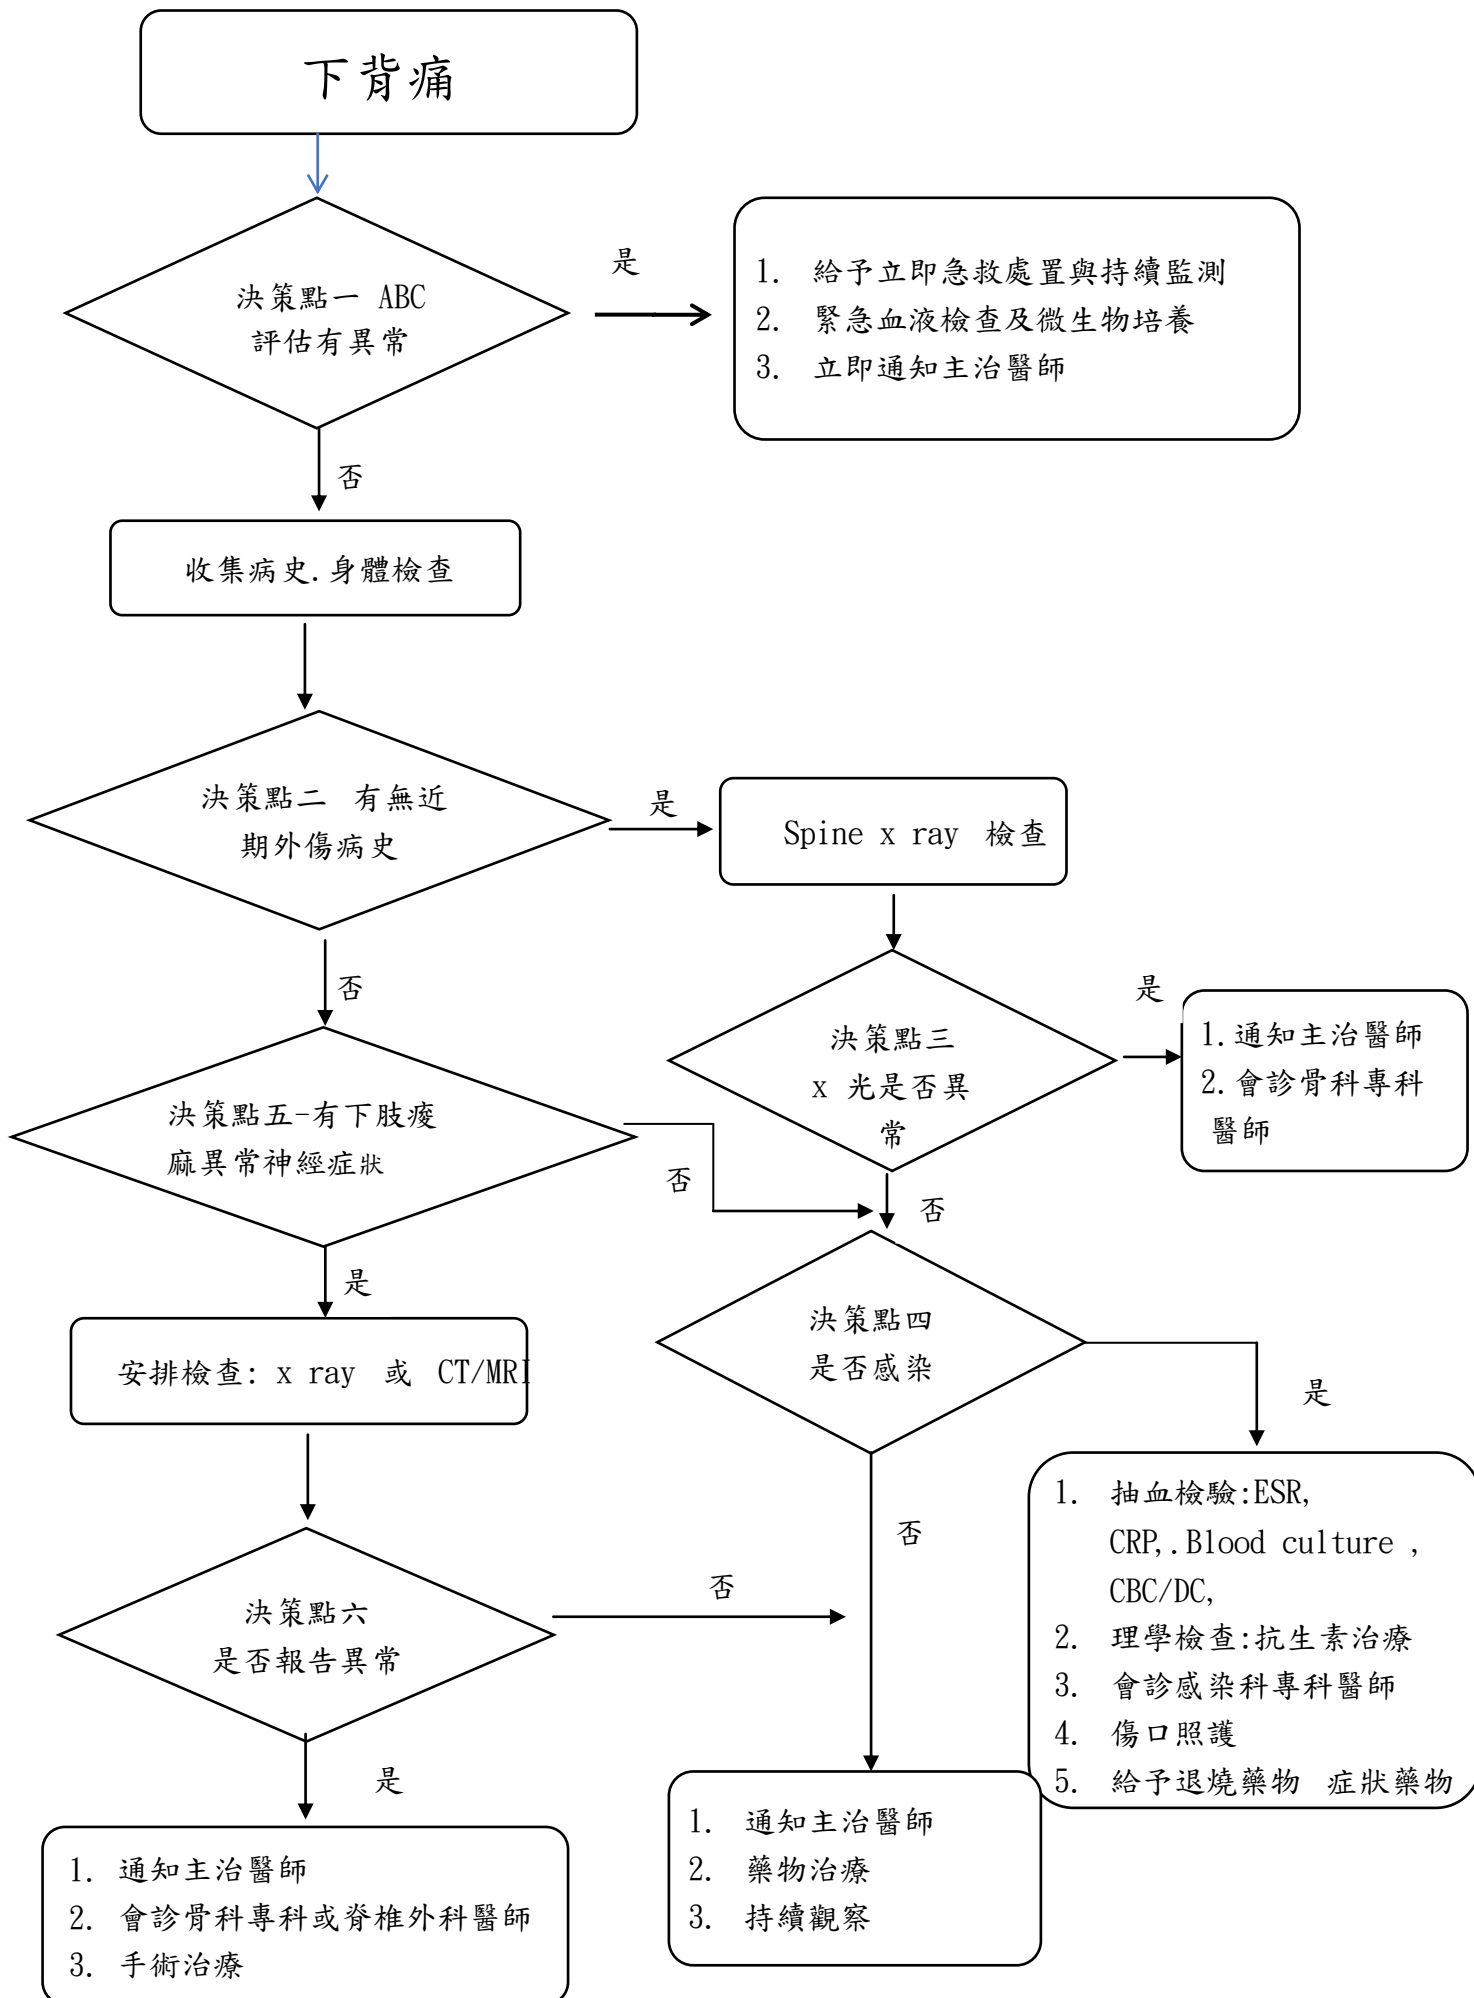 下背痛
決策點一 ABC
評估有異常
是
1. 給予立即急救處置與持續監測
2. 緊急血液檢查及微生物培養
3. 立即通知主治醫師
否
收集病史.身體檢查
決策點二 有無近
期外傷病史
是
Spine x ray 檢查
否
決策點三
x 光是否異
常
是
1.通知主治醫師
2.會診骨科專科
醫師
決策點五-有下肢痠
麻異常神經症狀
否
否
是
決策點四
是否感染
是
安排檢查: x ray 或 CT/MRI
1. 抽血檢驗:ESR,
CRP,.Blood culture ,
CBC/DC,
2. 理學檢查:抗生素治療
3. 會診感染科專科醫師
4. 傷口照護
5. 給予退燒藥物 症狀藥物
否
決策點六
是否報告異常
否
是
1. 通知主治醫師
2. 藥物治療
3. 持續觀察
1. 通知主治醫師
2. 會診骨科專科或脊椎外科醫師
3. 手術治療